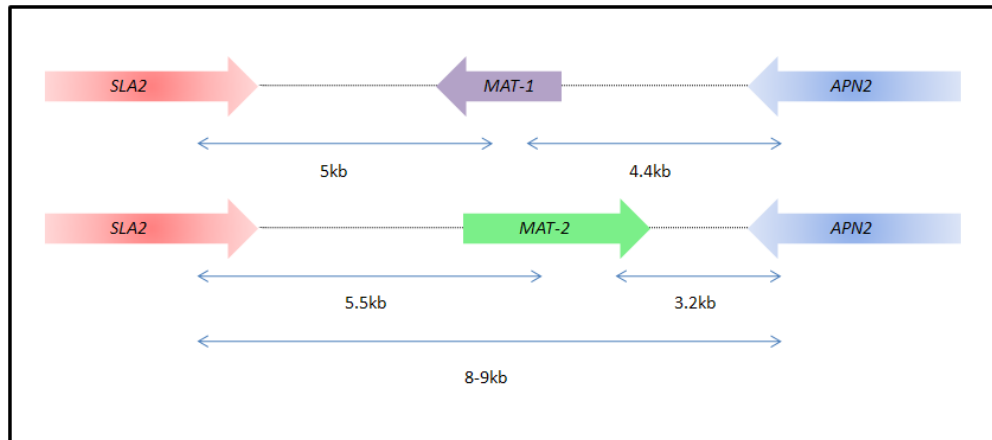 SLA2 MAT-1 APN2
5kb 4.4kb
SLA2 MAT-2 APN2
5.5kb 3.2kb
8-9kb